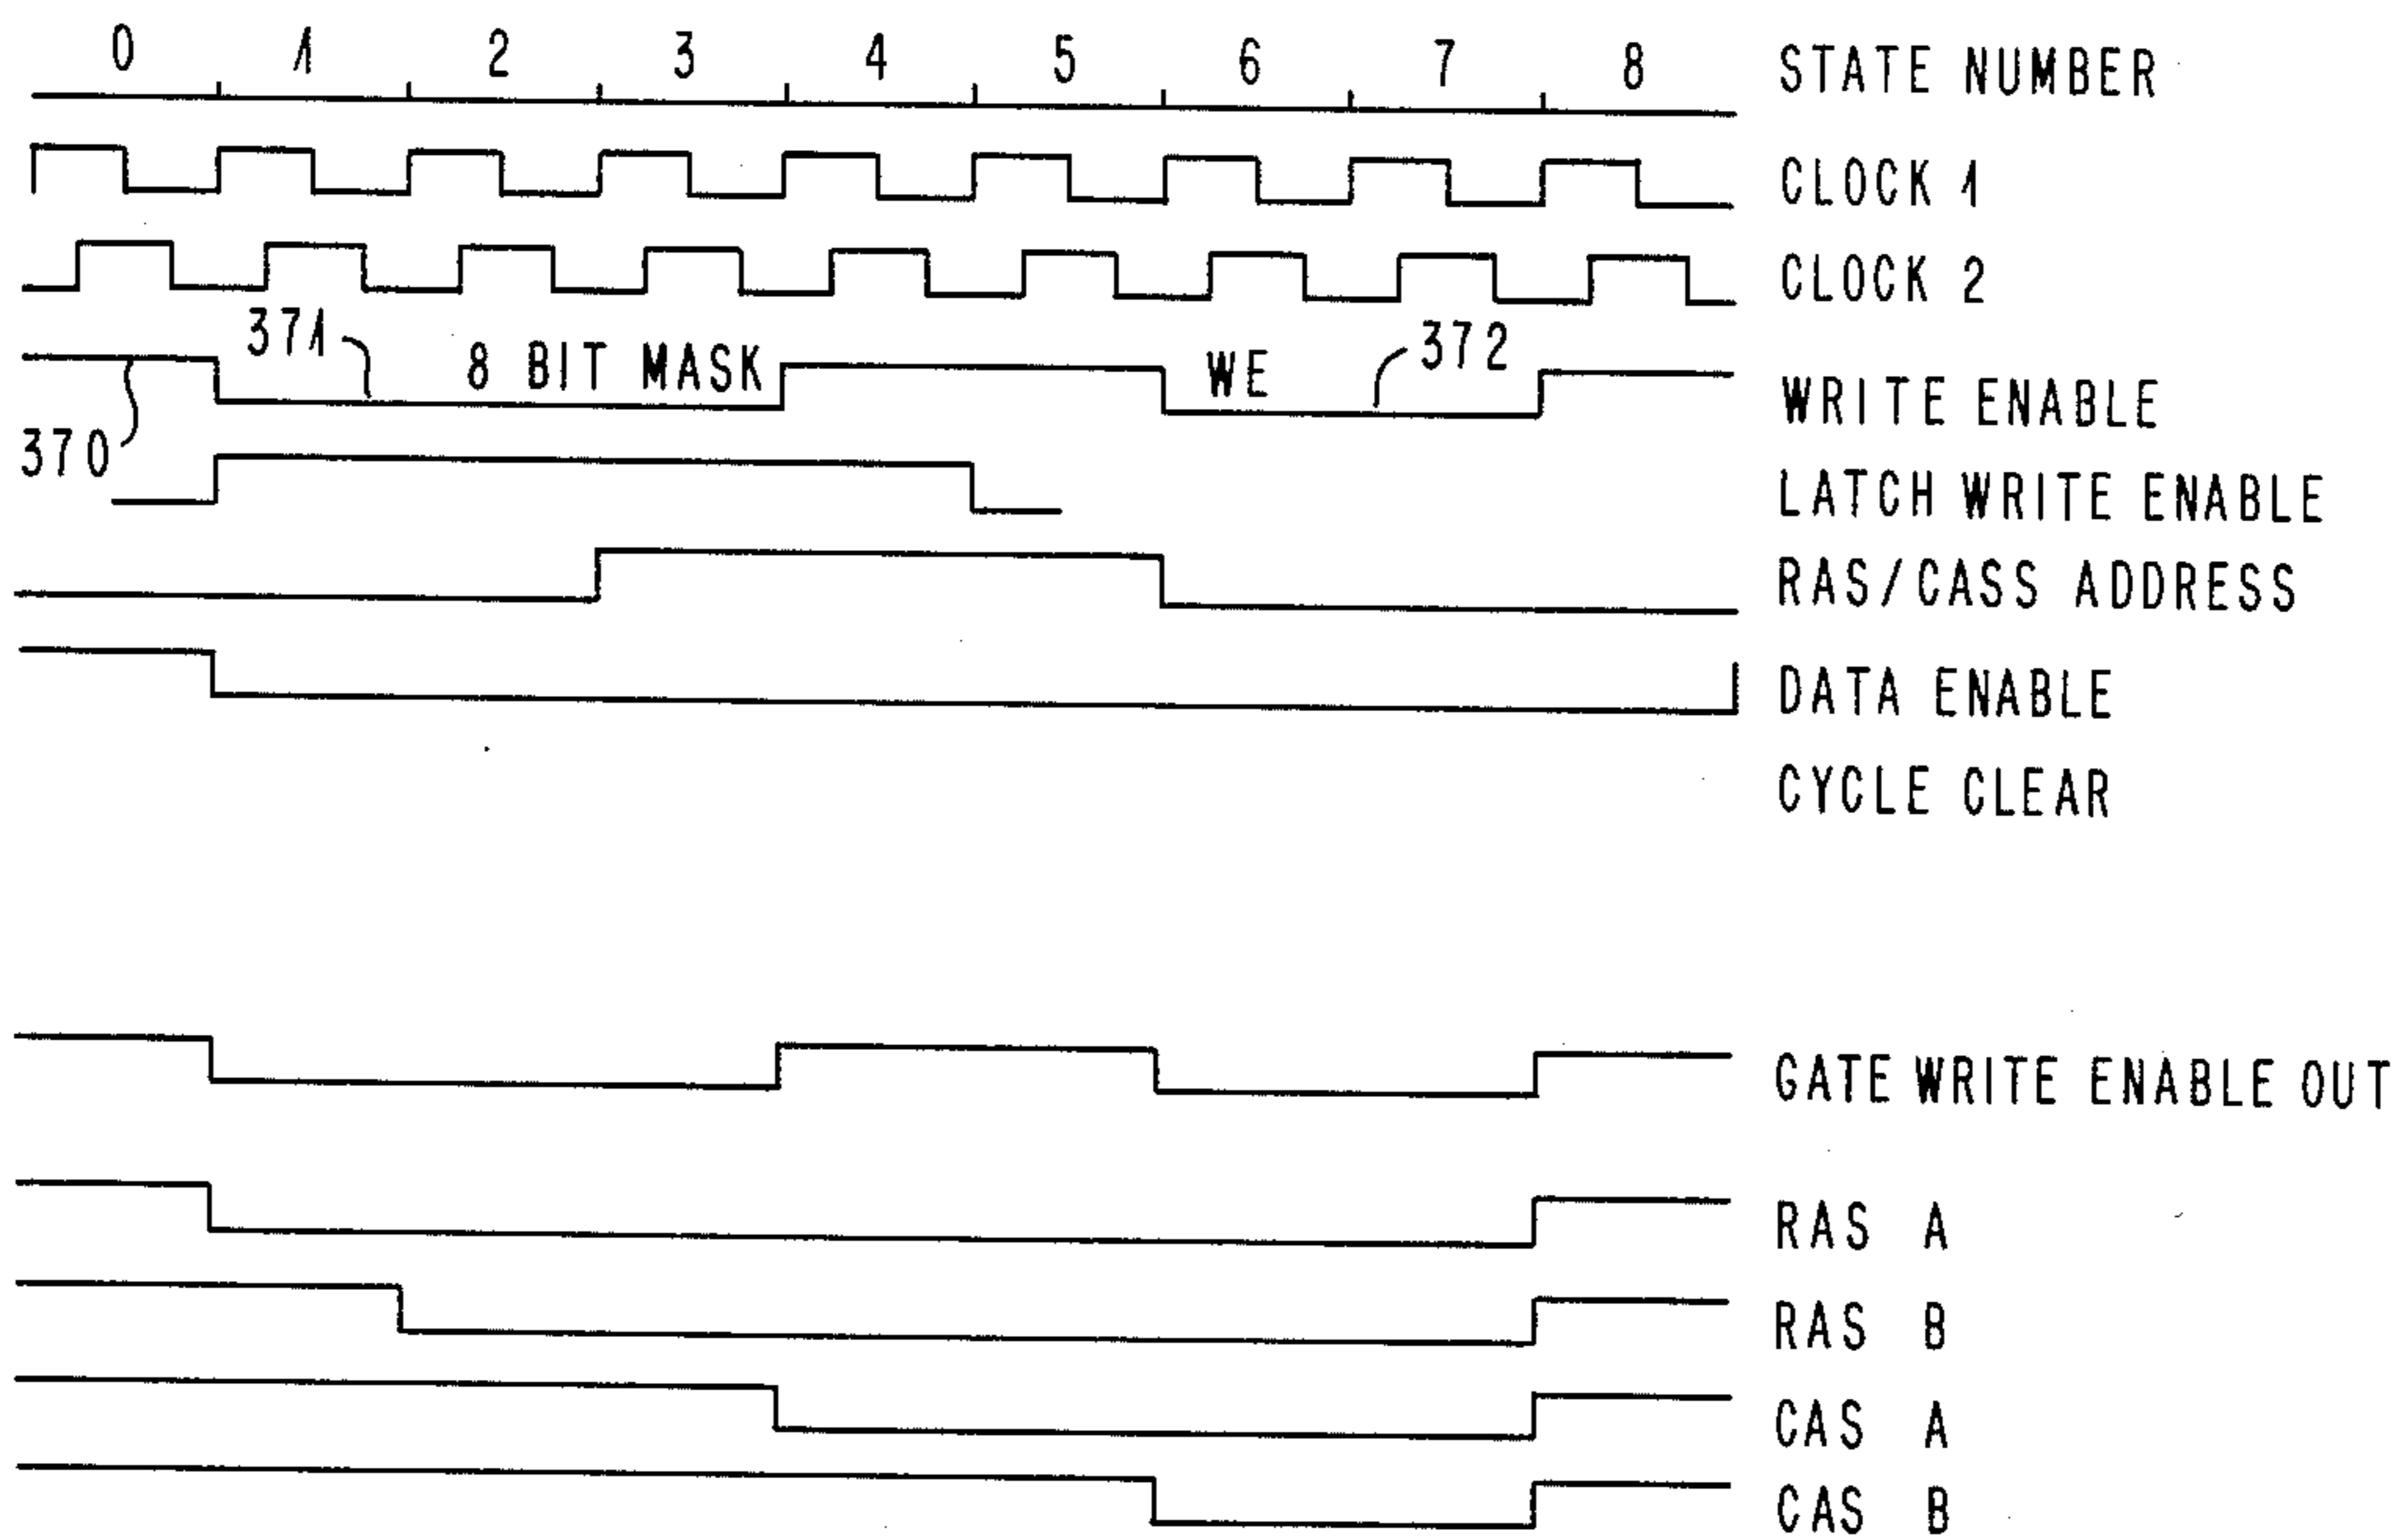 0 1 2 3 4 5 6 7 8 STATE NUMBER
CLOCK 1
CLOCK 2
371 8 BIT MASK WE 372
WRITE ENABLE
370
LATCH WRITE ENABLE
RAS/CASS ADDRESS
DATA ENABLE
CYCLE CLEAR
GATE WRITE ENABLE OUT
RAS A
RAS B
CAS A
CAS B